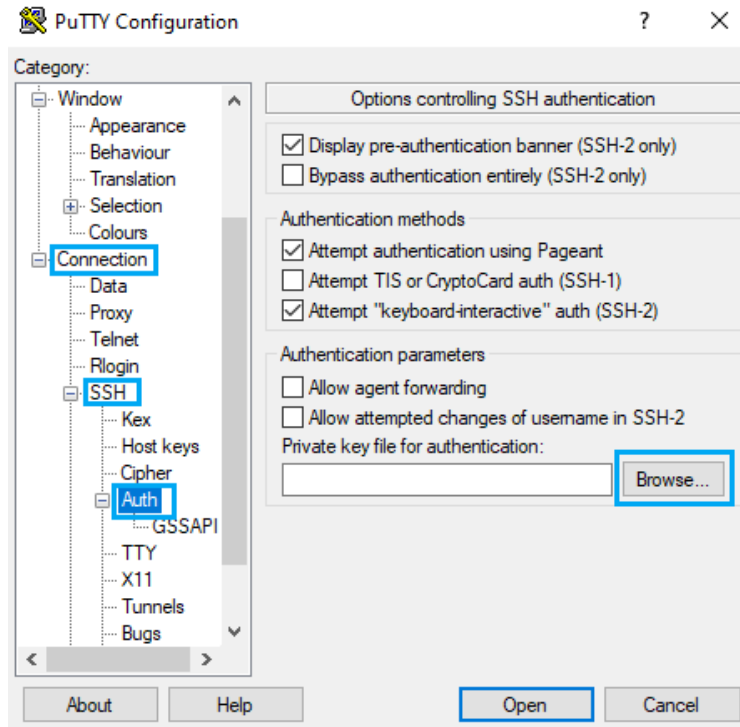 PuTTY Configuration
?
Category:
Window
Appearance
Behaviour
Translation
Selection
Colours
Connection
Data
Proxy
Telnet
Rlogin
SSH
Kex
Host keys
Cipher
Auth
GSSAPI
TTY
X11
Tunnels
Bugs
Options controlling SSH authentication
Display pre-authentication banner (SSH-2 only)
Bypass authentication entirely (SSH-2 only)
Authentication methods
Attempt authentication using Pageant
Attempt TIS or CryptoCard auth (SSH-1)
Attempt "keyboard-interactive" auth (SSH-2)
Authentication parameters
Allow agent forwarding
Allow attempted changes of username in SSH-2
Private key file for authentication:
Browse...
About
Help
Open
Cancel